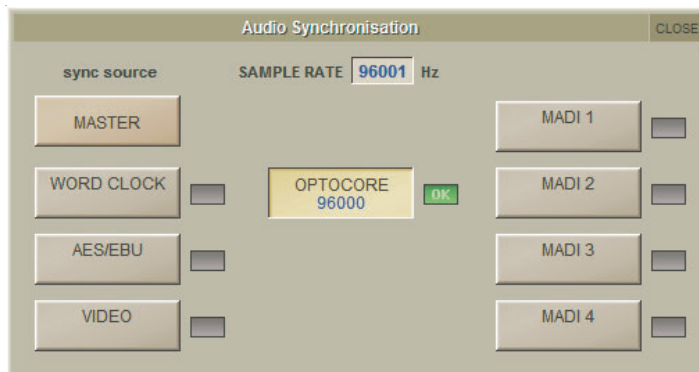 Audio Synchronisation
CLOSE
sync source
SAMPLE RATE 96001 Hz
MASTER
MADI 1
WORD CLOCK
OPTOCORE
96000
OK
MADI 2
AES/EBU
MADI 3
VIDEO
MADI 4